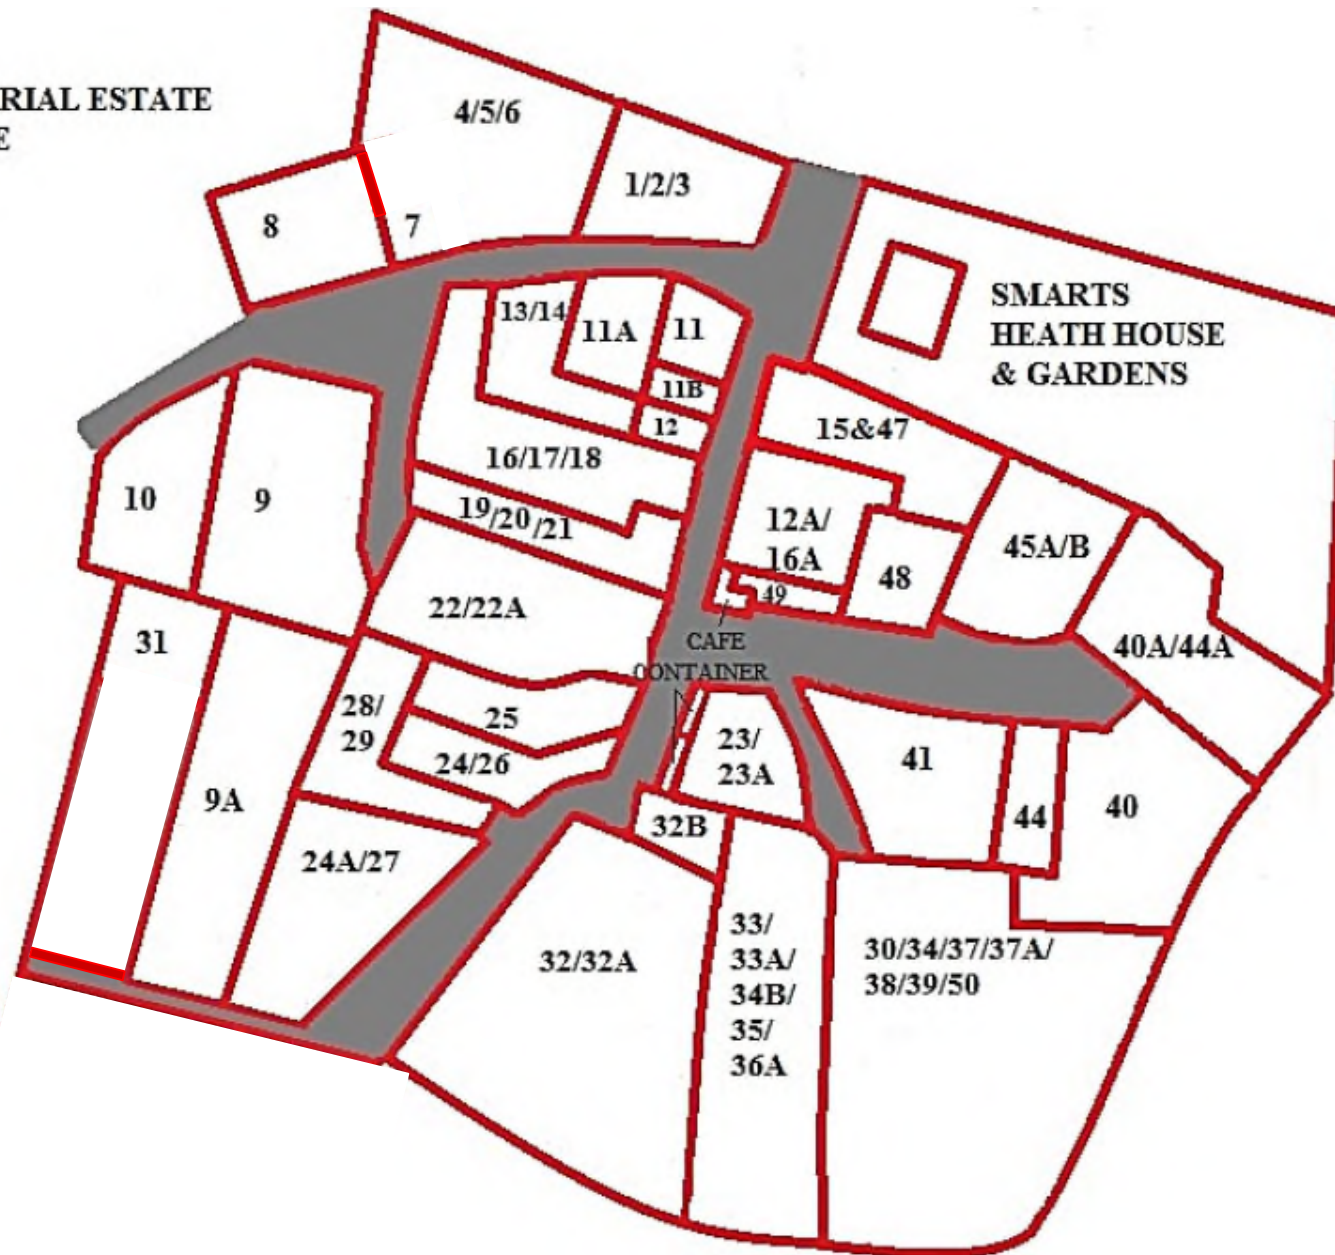 RIAL ESTATE
E
4/5/6
1/2/3
8
7
SMARTS
HEATH HOUSE
& GARDENS
13/14
11A
11
11B
12
15&47
16/17/18
10
9
19/20/21
12A/
16A
45A/B
48
49
22/22A
CAFE
CONTAINER
40A/44A
31
28/
29
25
24/26
23/
23A
41
9A
44
40
32B
24A/27
33/
33A/
34B/
35/
36A
32/32A
30/34/37/37A/
38/39/50